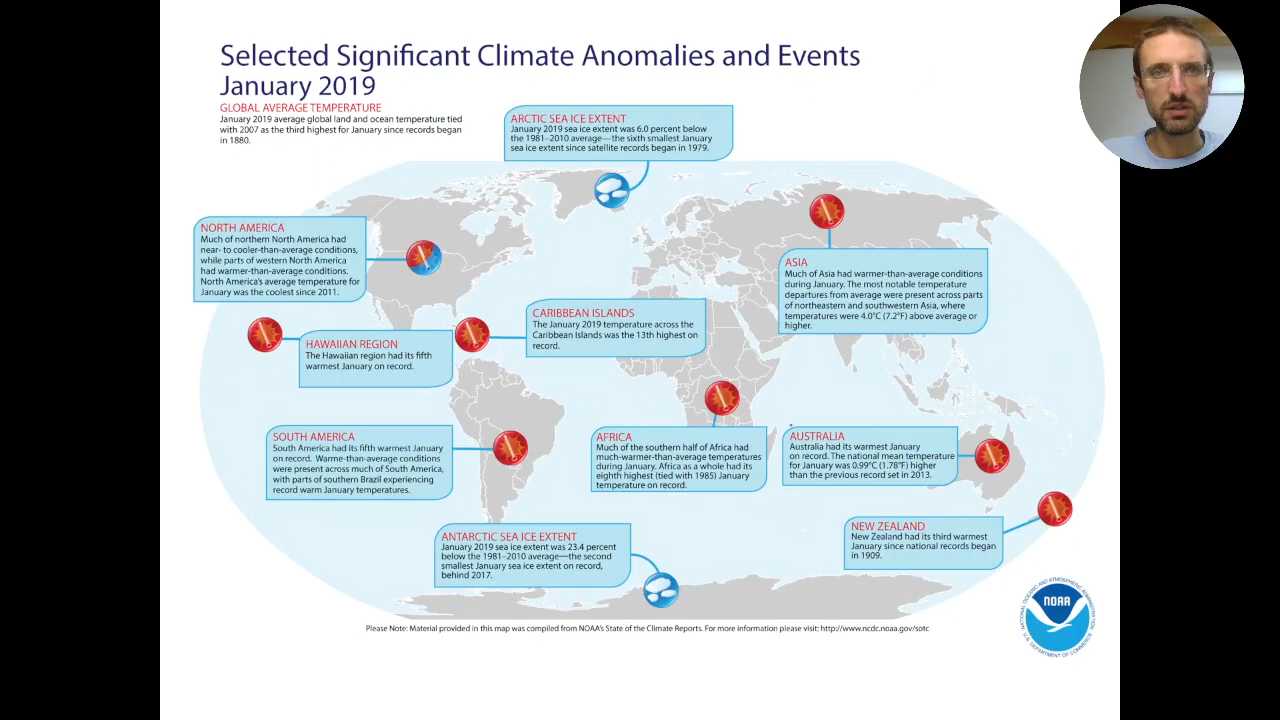 Selected Significant Climate Anomalies and Events
January 2019
GLOBAL AVERAGE TEMPERATURE
January 2019 average global land and ocean temperature tied
with 2007 as the third highest for January since records began
in 1880.
ARCTIC SEA ICE EXTENT
January 2019 sea ice extent was 6.0 percent below
the 1981–2010 average—the sixth smallest January
sea ice extent since satellite records began in 1979.
NORTH AMERICA
Much of northern North America had
near- to cooler-than-average conditions,
while parts of western North America
had warmer-than-average conditions.
North America's average temperature for
January was the coolest since 2011.
ASIA
Much of Asia had warmer-than-average conditions
during January. The most notable temperature
departures from average were present across parts
of northeastern and southwestern Asia, where
temperatures were 4.0°C (7.2°F) above average or
higher.
CARIBBEAN ISLANDS
The January 2019 temperature across the
Caribbean Islands was the 13th highest on
record.
HAWAIIAN REGION
The Hawaiian region had its fifth
warmest January on record.
SOUTH AMERICA
South America had its fifth warmest January
on record. Warme-than-average conditions
were present across much of South America,
with parts of southern Brazil experiencing
record warm January temperatures.
AFRICA
Much of the southern half of Africa had
much-warmer-than-average temperatures
during January. Africa as a whole had its
eighth highest (tied with 1985) January
temperature on record.
AUSTRALIA
Australia had its warmest January
on record. The national mean temperature
for January was 0.99°C (1.78°F) higher
than the previous record set in 2013.
ANTARCTIC SEA ICE EXTENT
January 2019 sea ice extent was 23.4 percent
below the 1981–2010 average—the second
smallest January sea ice extent on record,
behind 2017.
NEW ZEALAND
New Zealand had its third warmest
January since national records began
in 1909.
NATIONAL OCEANIC AND ATMOSPHERIC ADMINISTRATION
NOAA
U.S. DEPARTMENT OF COMMERCE
Please Note: Material provided in this map was compiled from NOAA's State of the Climate Reports. For more information please visit: http://www.ncdc.noaa.gov/sotc